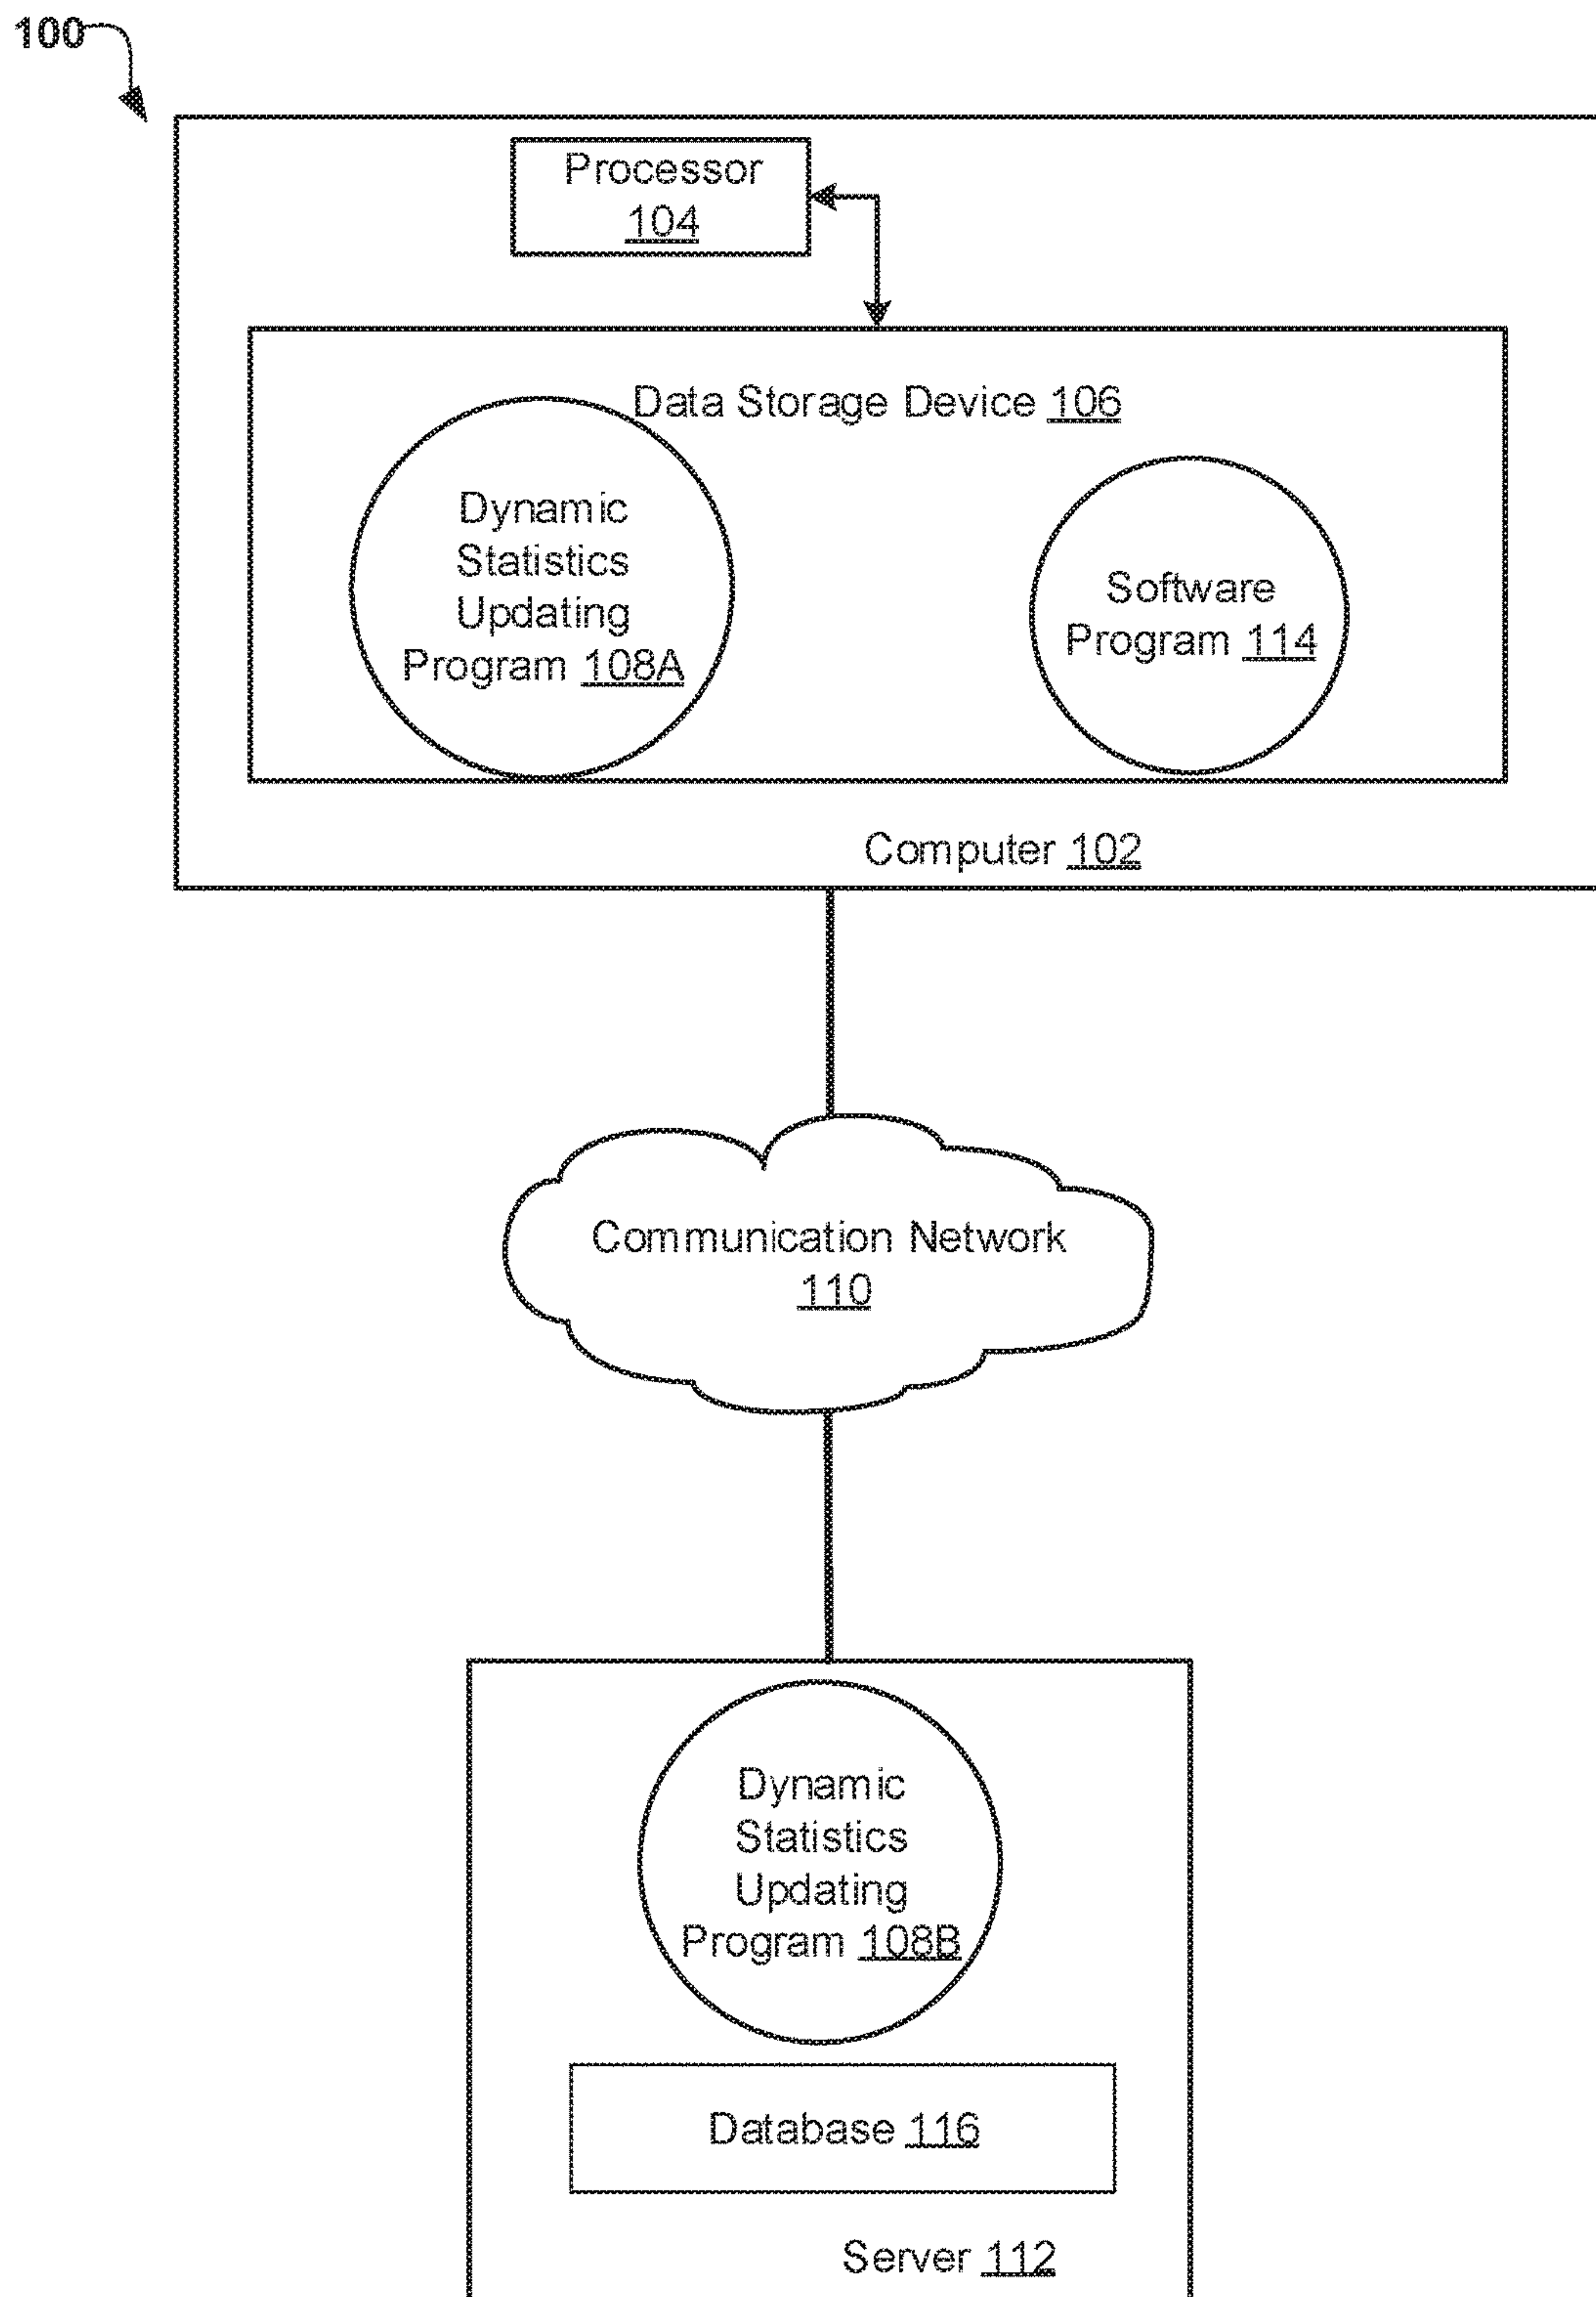 100
Processor
104
Data Storage Device 106
Dynamic
Statistics
Updating
Program 108A
Software
Program 114
Computer 102
Communication Network
110
Dynamic
Statistics
Updating
Program 108B
Database 116
Server 112